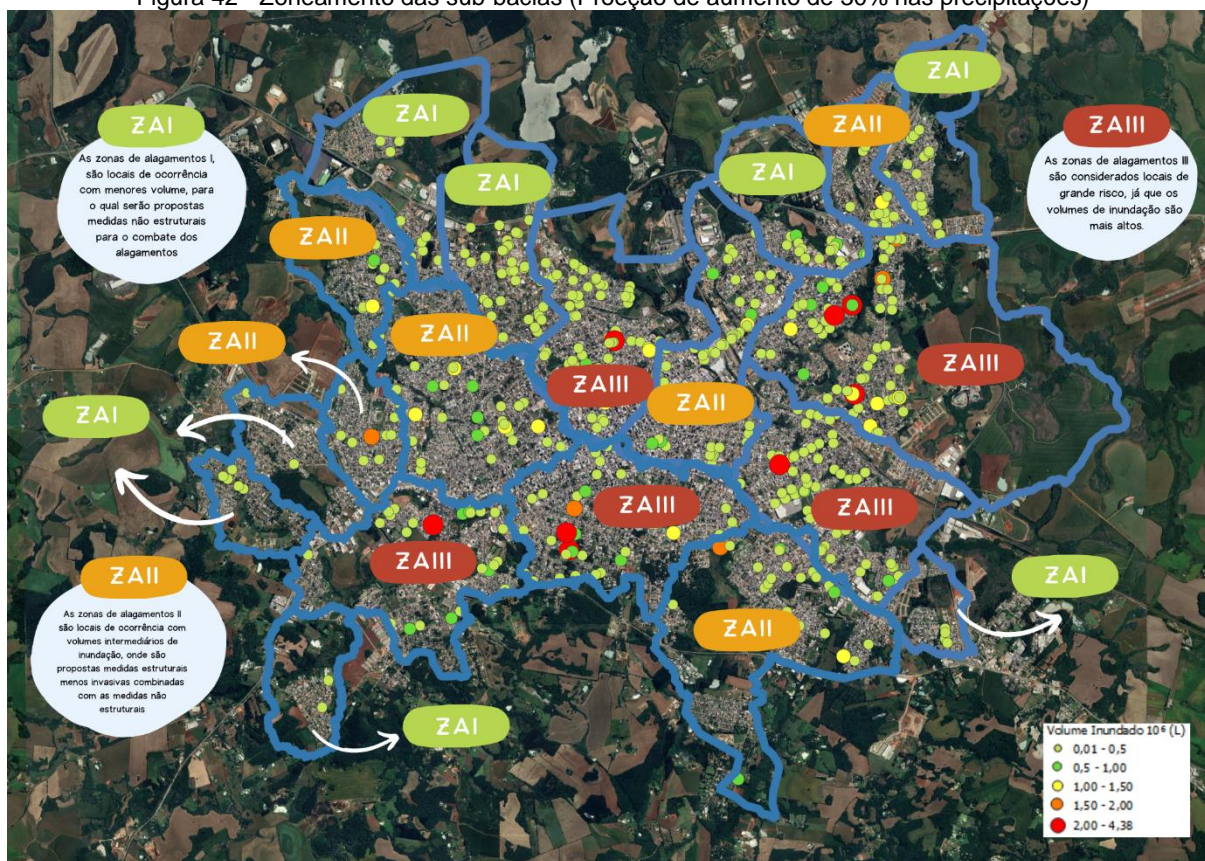 Figura 42 - Zoneamento das sub-bacias (Proeção de aumento de 30% nas precipitações)
ZAI
As zonas de alagamentos I,
são locais de ocorrência
com menores volume, para
o qual serão propostas
medidas não estruturais
para o combate dos
alagamentos
ZAI
ZAI
ZAI
ZAII
ZAI
ZAIII
As zonas de alagamentos III
são considerados locais de
grande risco, já que os
volumes de inundação são
mais altos.
ZAII
ZAII
ZAII
ZAIII
ZAII
ZAIII
ZAI
ZAIII
ZAIII
ZAIII
ZAI
ZAII
As zonas de alagamentos II
são locais de ocorrência com
volumes intermediários de
inundação, onde são
propostas medidas estruturais
menos invasivas combinadas
com as medidas não
estruturais
ZAII
ZAI
Volume Inundado 10⁶ (L)
0,01 - 0,5
0,5 - 1,00
1,00 - 1,50
1,50 - 2,00
2,00 - 4,38